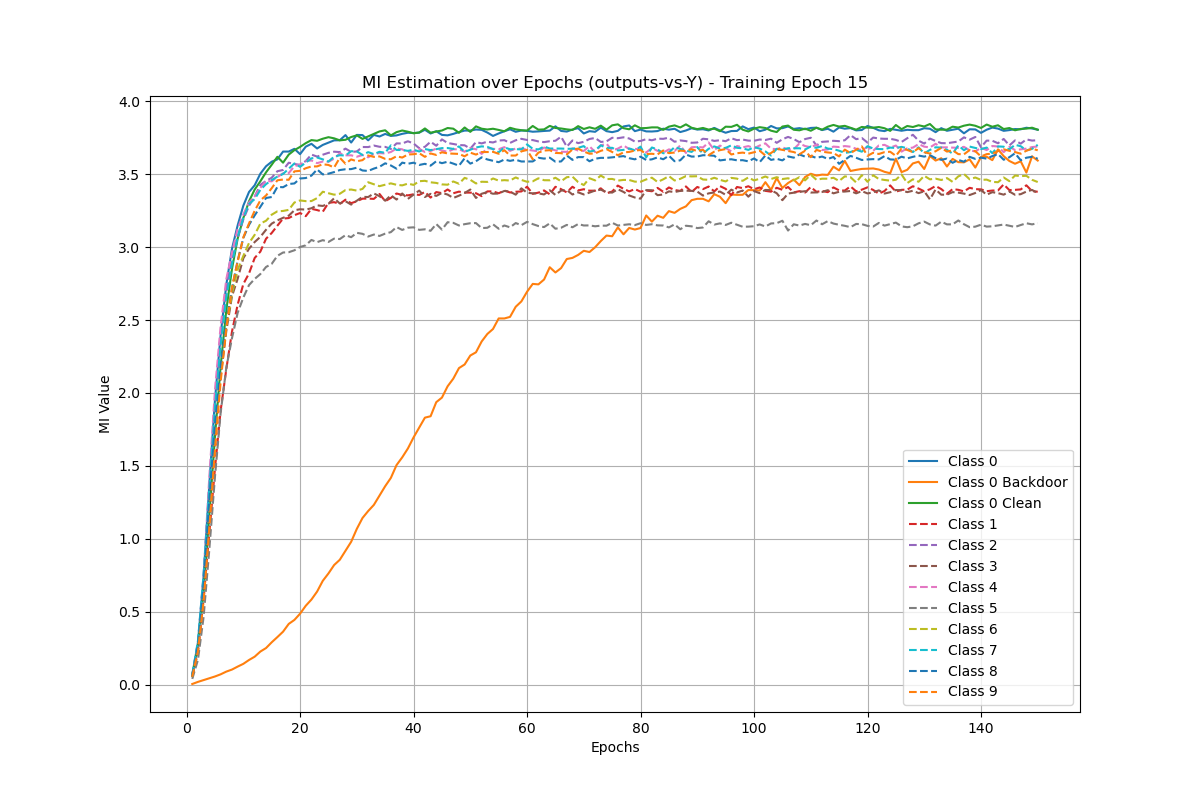 MI Estimation over Epochs (outputs-vs-Y) - Training Epoch 15
MI Value
4.0
3.5
3.0
2.5
2.0
1.5
1.0
0.5
0.0
0 20 40 60 80 100 120 140
Epochs
Class 0
Class 0 Backdoor
Class 0 Clean
Class 1
Class 2
Class 3
Class 4
Class 5
Class 6
Class 7
Class 8
Class 9